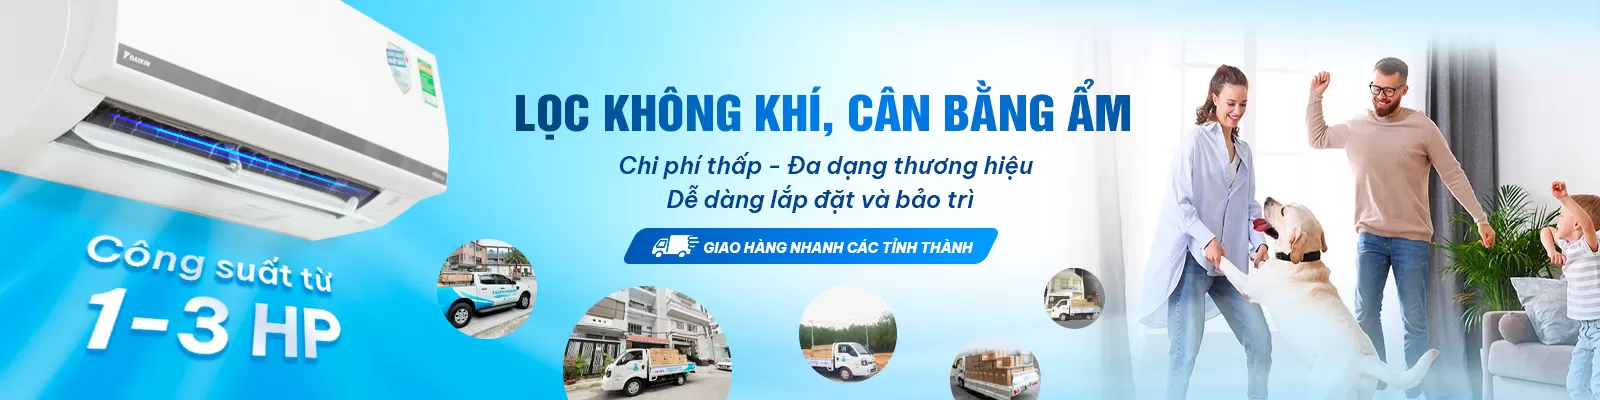 DAIKIN
LỌC KHÔNG KHÍ, CÂN BẰNG ẨM
Chi phí thấp - Đa dạng thương hiệu
Dễ dàng lắp đặt và bảo trì
GIAO HÀNG NHANH CÁC TỈNH THÀNH
Công suất từ
1-3 HP